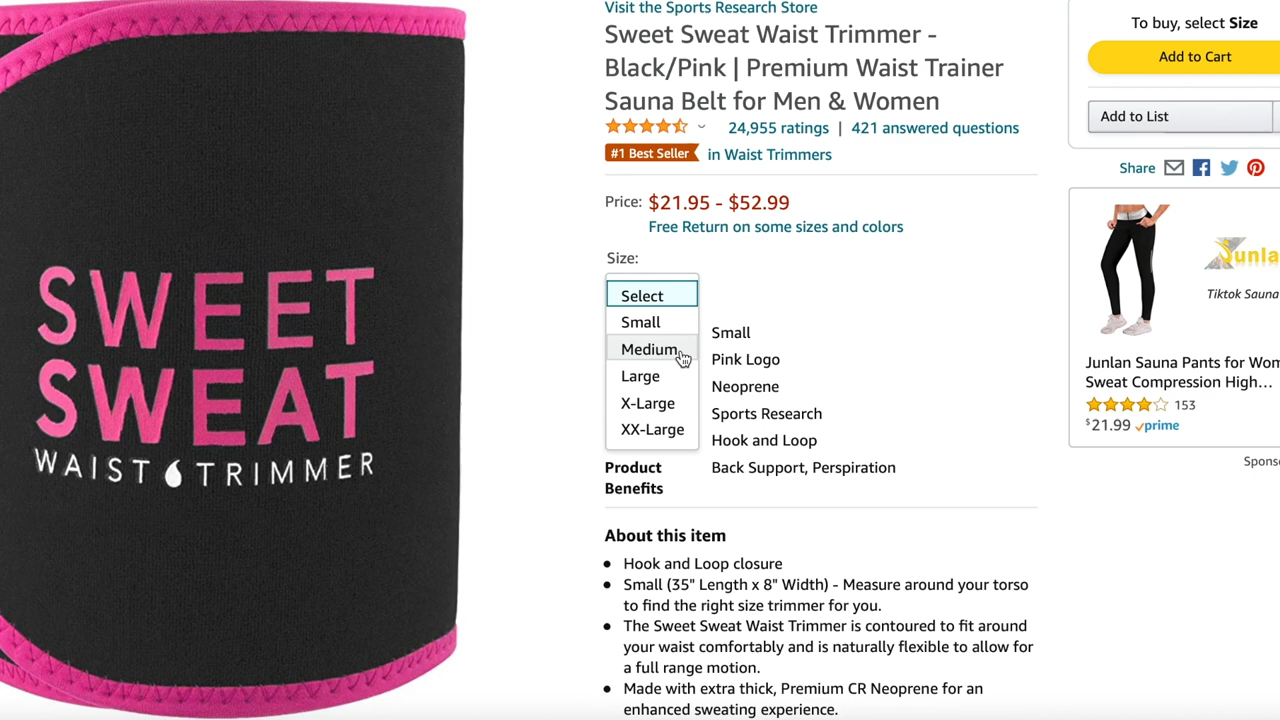 SWEET
SWEAT
WAIST TRIMMER
Visit the Sports Research Store
Sweet Sweat Waist Trimmer -
Black/Pink | Premium Waist Trainer
Sauna Belt for Men & Women
24,955 ratings | 421 answered questions
#1 Best Seller in Waist Trimmers
Price: $21.95 - $52.99
Free Return on some sizes and colors
Size:
Select
Small
Medium
Large
X-Large
XX-Large
Small
Pink Logo
Neoprene
Sports Research
Hook and Loop
Product
Benefits
Back Support, Perspiration
About this item
Hook and Loop closure
Small (35" Length x 8" Width) - Measure around your torso
to find the right size trimmer for you.
The Sweet Sweat Waist Trimmer is contoured to fit around
your waist comfortably and is naturally flexible to allow for
a full range motion.
Made with extra thick, Premium CR Neoprene for an
enhanced sweating experience.
To buy, select Size
Add to Cart
Add to List
Share
Junla
Tiktok Sauna
Junlan Sauna Pants for Wom
Sweat Compression High...
153
$21.99 prime
Sponso